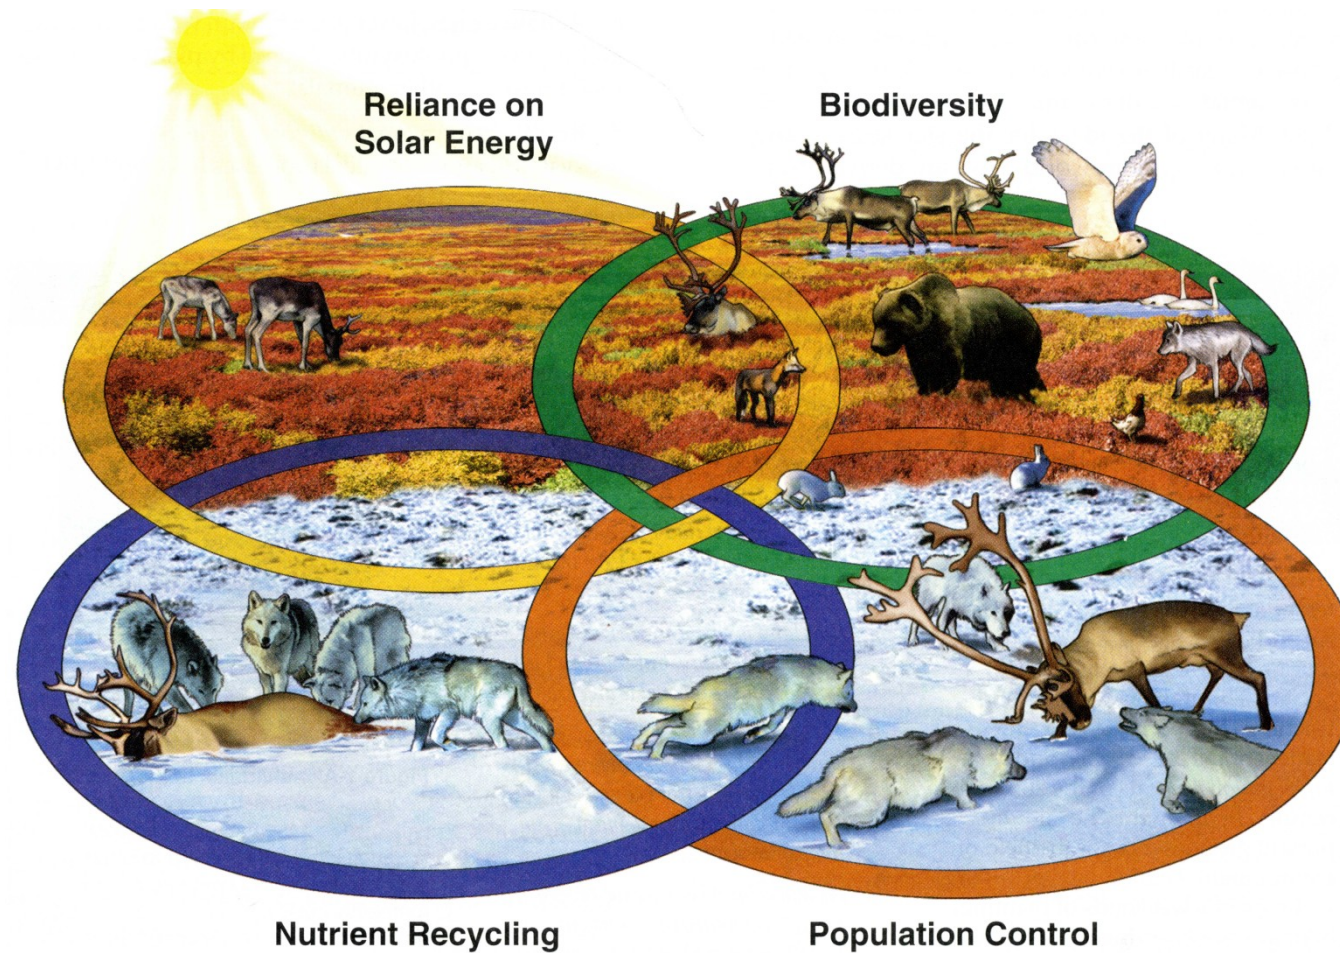 Reliance on
Solar Energy
Biodiversity
Nutrient Recycling
Population Control